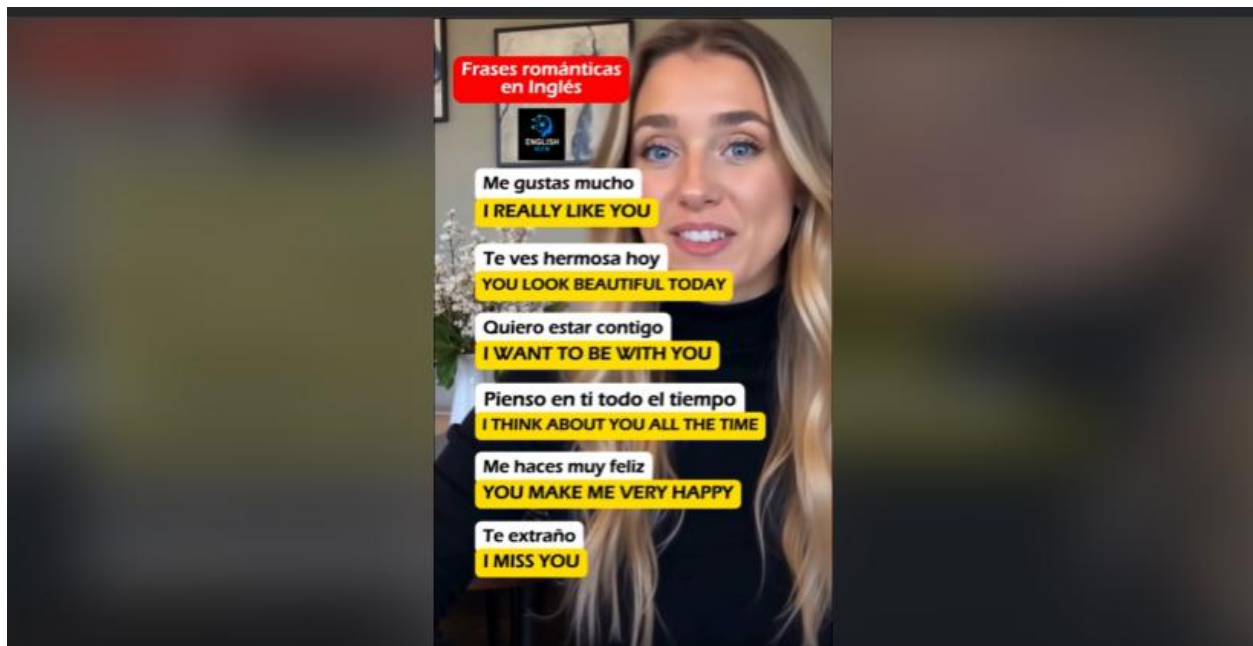 Frases románticas
en Inglés
ENGLISH
Me gustas mucho
I REALLY LIKE YOU
Te ves hermosa hoy
YOU LOOK BEAUTIFUL TODAY
Quiero estar contigo
I WANT TO BE WITH YOU
Pienso en ti todo el tiempo
I THINK ABOUT YOU ALL THE TIME
Me haces muy feliz
YOU MAKE ME VERY HAPPY
Te extraño
I MISS YOU